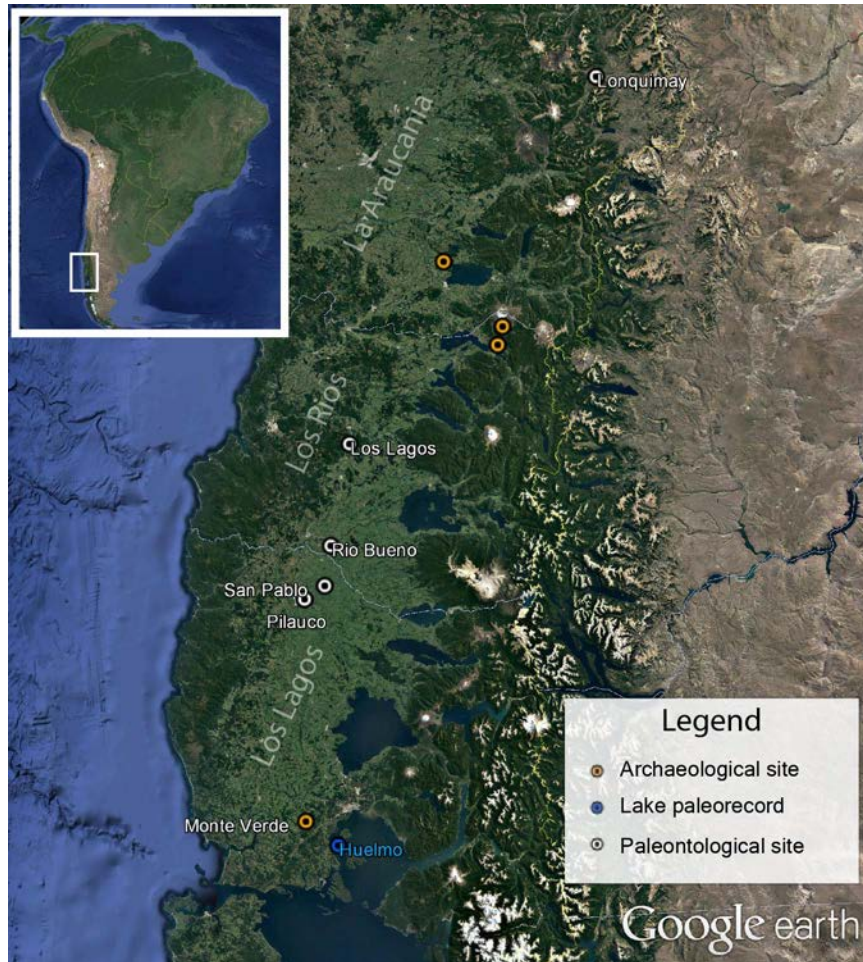 Lonquimay
La Araucania
Los Rios
Los Lagos
Rio Bueno
San Pablo
Pilauco
Los Lagos
Monte Verde
Huelmo
Legend
Archaeological site
Lake paleorecord
Paleontological site
Google earth